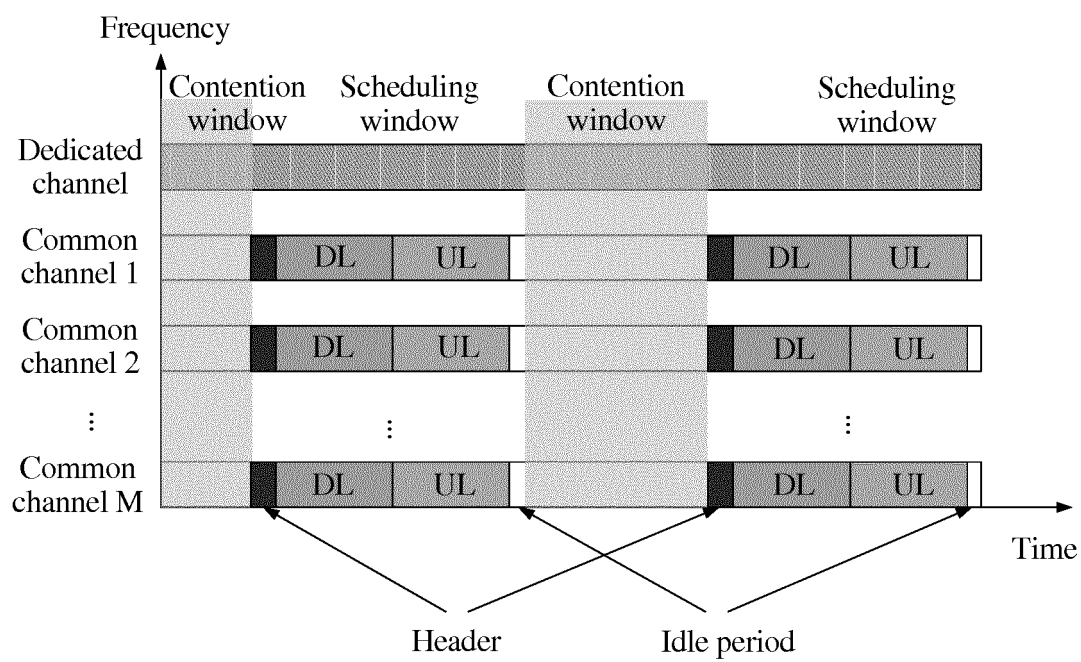 Frequency
Contention
window
Scheduling
window
Contention
window
Scheduling
window
Dedicated
channel
Common
channel 1
DL
UL
DL
UL
Common
channel 2
DL
UL
DL
UL
...
...
...
Common
channel M
DL
UL
DL
UL
Time
Header
Idle period